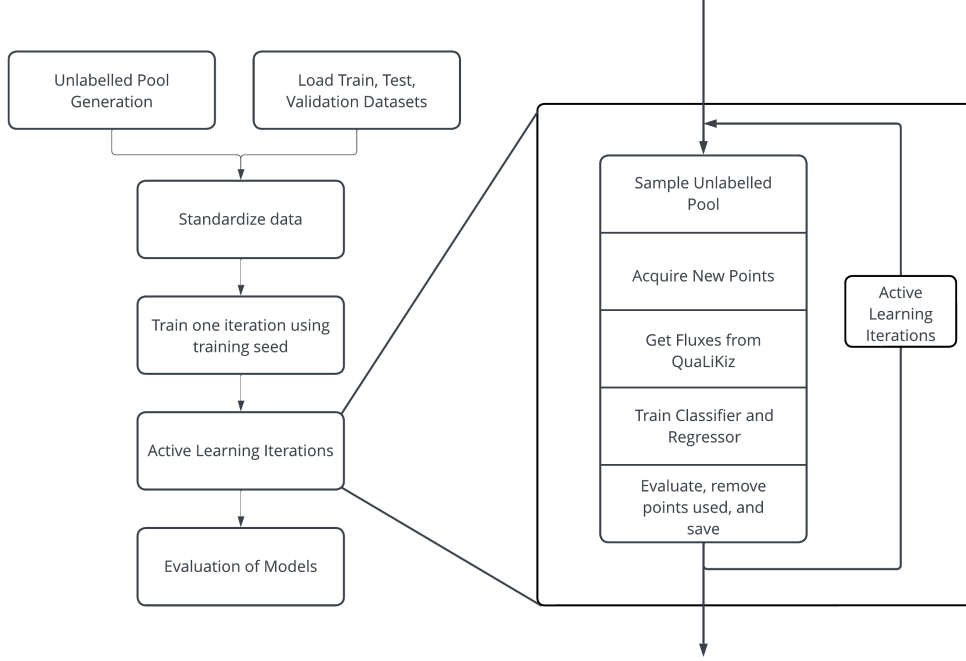 Unlabelled Pool
Generation
Load Train, Test,
Validation Datasets
Standardize data
Train one iteration using
training seed
Active Learning Iterations
Evaluation of Models
Sample Unlabelled
Pool
Acquire New Points
Get Fluxes from
QuaLiKiz
Train Classifier and
Regressor
Evaluate, remove
points used, and
save
Active
Learning
Iterations